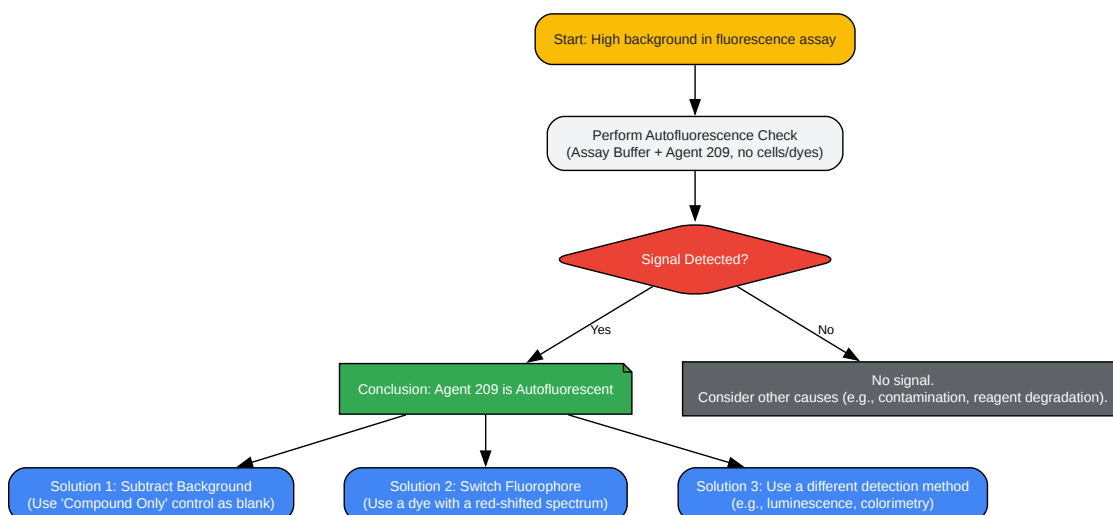 Start: High background in fluorescence assay
Perform Autofluorescence Check
(Assay Buffer + Agent 209, no cells/dyes)
Signal Detected?
Yes
No
Conclusion: Agent 209 is Autofluorescent
No signal.
Consider other causes (e.g., contamination, reagent degradation).
Solution 1: Subtract Background
(Use 'Compound Only' control as blank)
Solution 2: Switch Fluorophore
(Use a dye with a red-shifted spectrum)
Solution 3: Use a different detection method
(e.g., luminescence, colorimetry)